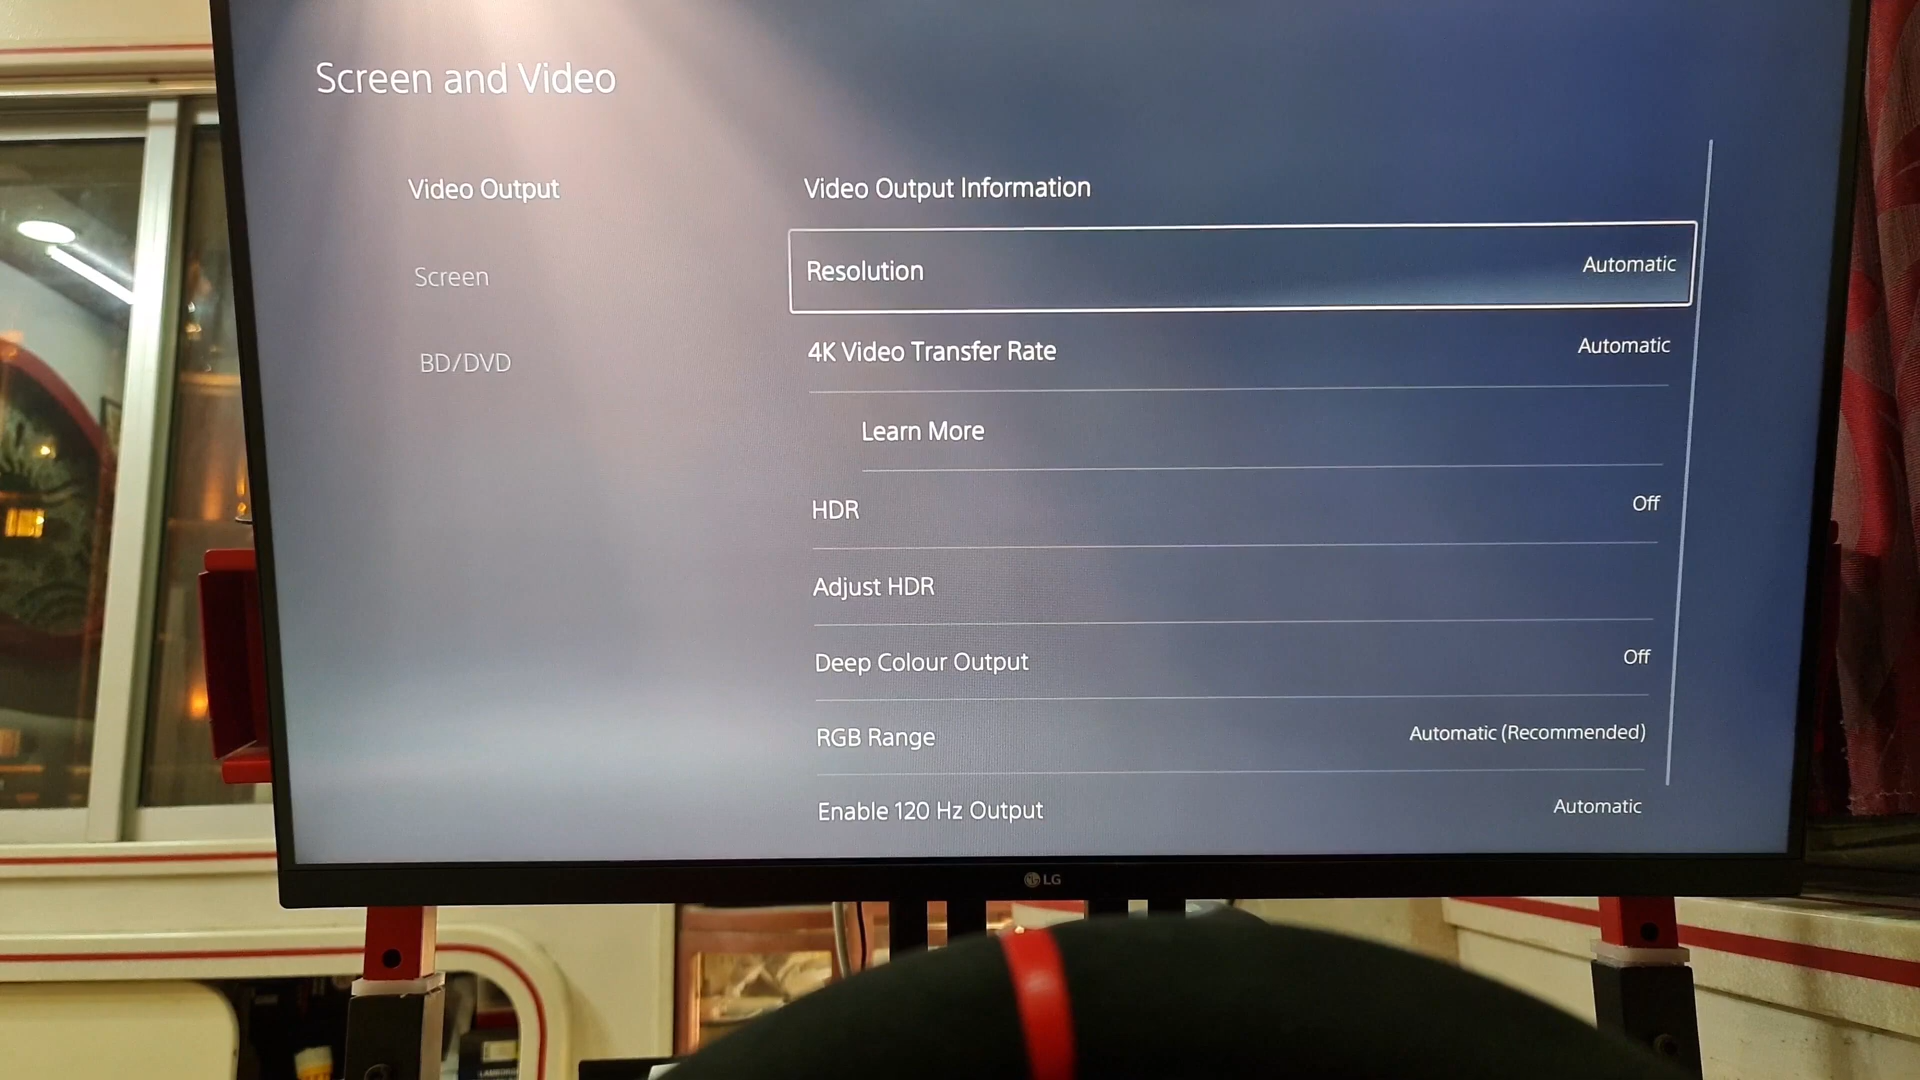 Screen and Video
Video Output
Screen
BD/DVD
Video Output Information
Resolution Automatic
4K Video Transfer Rate Automatic
Learn More
HDR Off
Adjust HDR
Deep Colour Output Off
RGB Range Automatic (Recommended)
Enable 120 Hz Output Automatic
LG